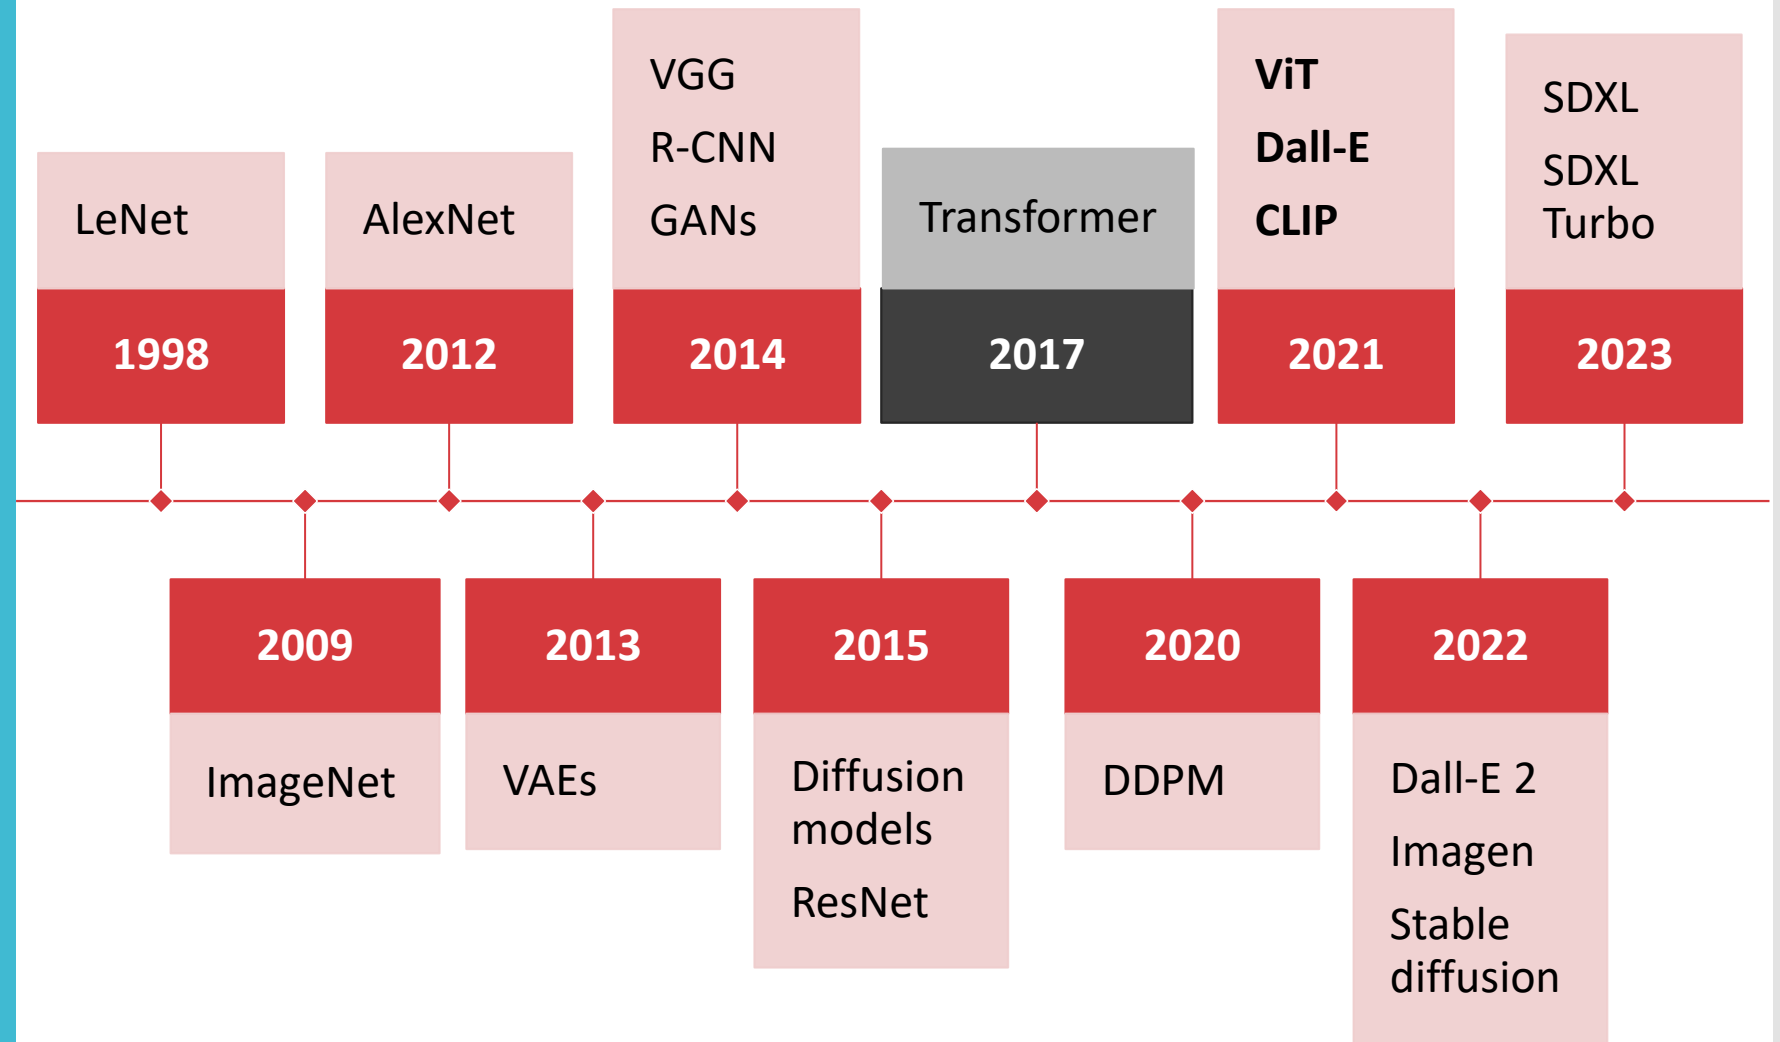 LeNet
1998
ImageNet
2009
AlexNet
2012
VAEs
2013
VGG
R-CNN
GANs
2014
2015
Diffusion
models
ResNet
Transformer
2017
2020
DDPM
ViT
Dall-E
CLIP
2021
2022
Dall-E 2
Imagen
Stable
diffusion
SDXL
SDXL
Turbo
2023